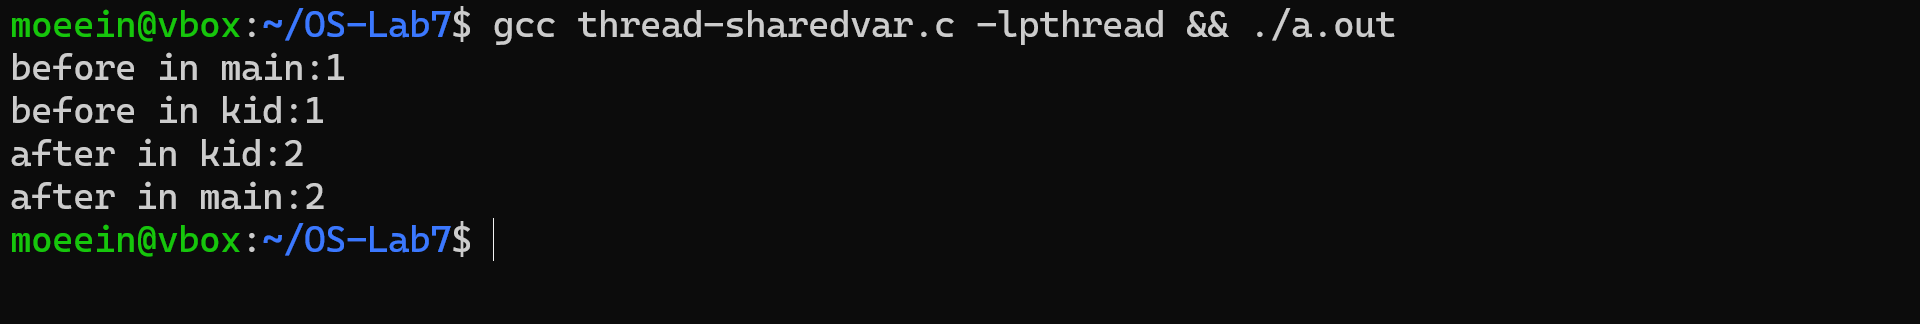 moeein@vbox:~/OS-Lab7$ gcc thread-sharedvar.c -lpthread && ./a.out
before in main:1
before in kid:1
after in kid:2
after in main:2
moeein@vbox:~/OS-Lab7$